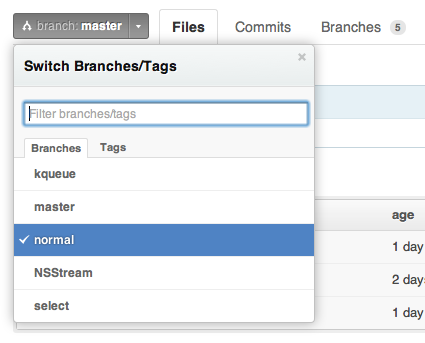 branch: master Files Commits Branches 5
Switch Branches/Tags ×
Filter branches/tags
Branches Tags
kqueue
master
age
✓ normal
1 day
NSStream
2 days
select
1 day